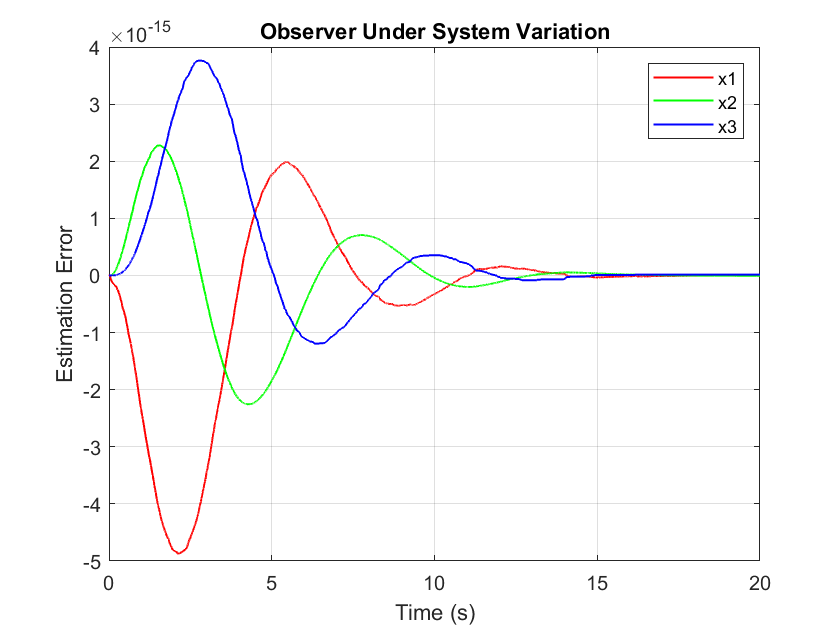 Observer Under System Variation
×10^-15
4
3
2
1
0
-1
-2
-3
-4
-5
Estimation Error
x1
x2
x3
0
5
10
15
20
Time (s)